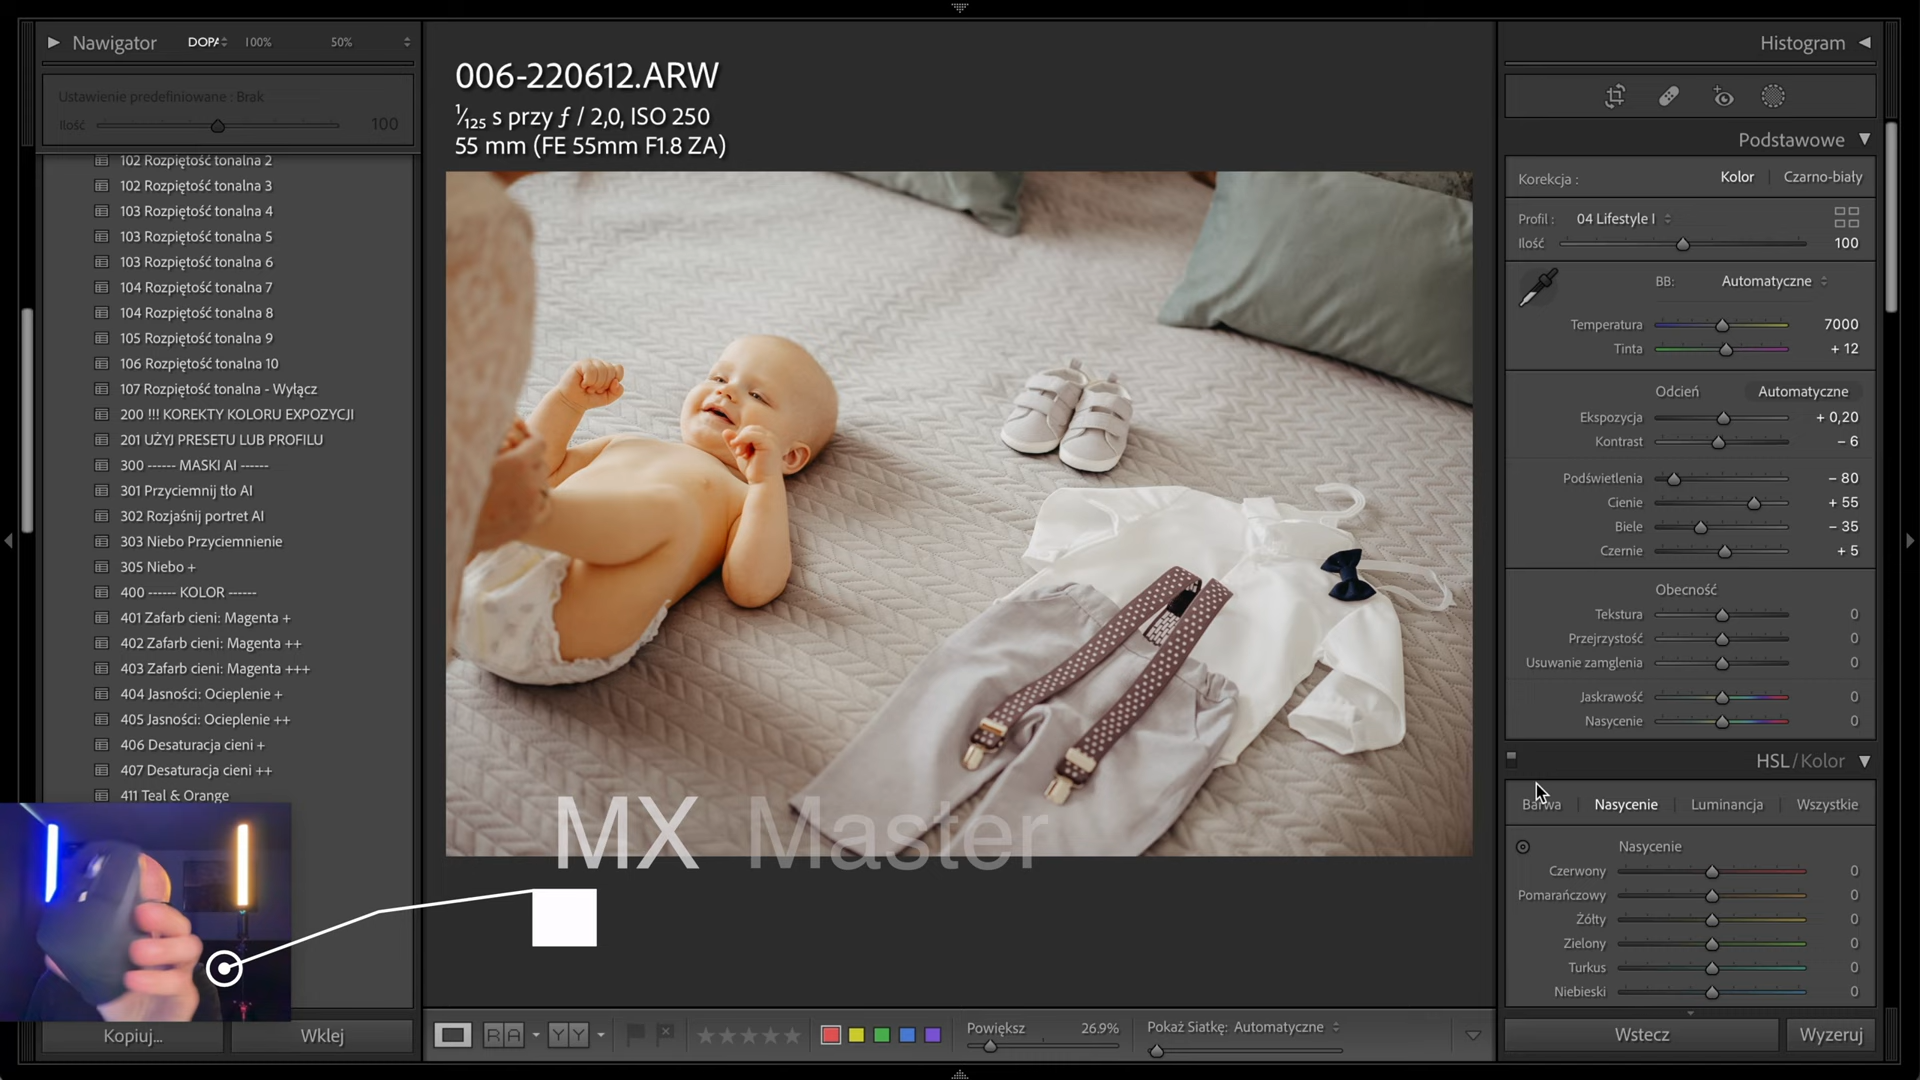 Nawigator DOPA 100% 50%
Ustawienie predefiniowane : Brak
Ilość 100
102 Rozpiętość tonalna 2
102 Rozpiętość tonalna 3
103 Rozpiętość tonalna 4
103 Rozpiętość tonalna 5
103 Rozpiętość tonalna 6
104 Rozpiętość tonalna 7
104 Rozpiętość tonalna 8
105 Rozpiętość tonalna 9
106 Rozpiętość tonalna 10
107 Rozpiętość tonalna - Wyłącz
200 !!! KOREKTY KOLORU EXPOZYCJI
201 UŻYJ PRESETU LUB PROFILU
300 ------ MASKI AI ------
301 Przyciemnij tło AI
302 Rozjaśnij portret AI
303 Niebo Przyciemnienie
305 Niebo +
400 ------ KOLOR ------
401 Zafarb cieni: Magenta +
402 Zafarb cieni: Magenta ++
403 Zafarb cieni: Magenta +++
404 Jasności: Ocieplenie +
405 Jasności: Ocieplenie ++
406 Desaturacja cieni +
407 Desaturacja cieni ++
411 Teal & Orange
Kopiuj... Wklej
006-220612.ARW
1/125 s przy ƒ / 2,0, ISO 250
55 mm (FE 55mm F1.8 ZA)
MX Master
RA YY Powiększ 26.9% Pokaż Siatkę: Automatyczne
Histogram
Podstawowe
Korekcja : Kolor Czarno-biały
Profil : 04 Lifestyle I
Ilość 100
BB: Automatyczne
Temperatura 7000
Tinta + 12
Odcień Automatyczne
Ekspozycja + 0,20
Kontrast – 6
Podświetlenia – 80
Cienie + 55
Biele – 35
Czernie + 5
Obecność
Tekstura 0
Przejrzystość 0
Usuwanie zamglenia 0
Jaskrawość 0
Nasycenie 0
HSL / Kolor
Barwa Nasycenie Luminancja Wszystkie
Nasycenie
Czerwony 0
Pomarańczowy 0
Żółty 0
Zielony 0
Turkus 0
Niebieski 0
Wstecz Wyzeruj